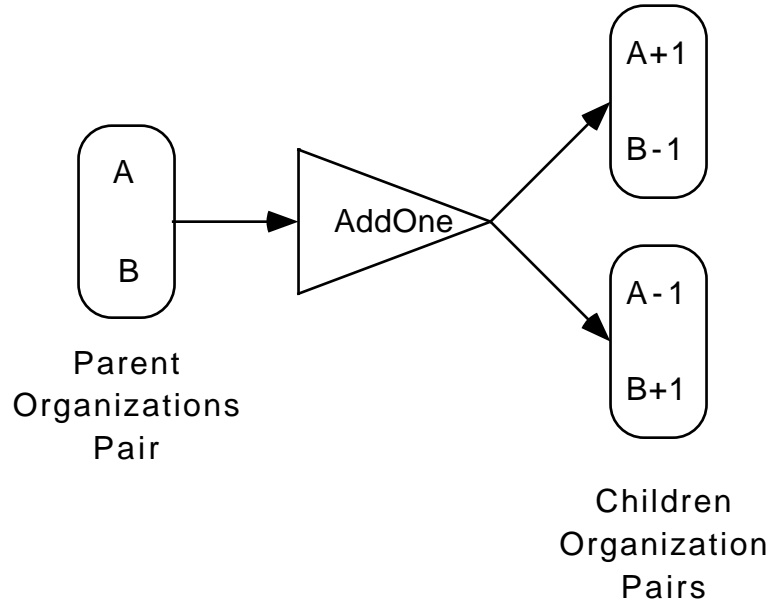 A
B
Parent
Organizations
Pair
AddOne
A+1
B-1
A-1
B+1
Children
Organization
Pairs